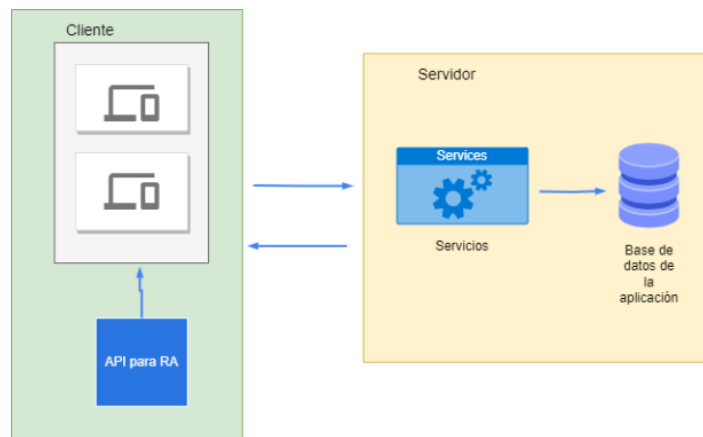 Cliente
API para RA
Servidor
Services
Servicios
Base de
datos de
la
aplicación